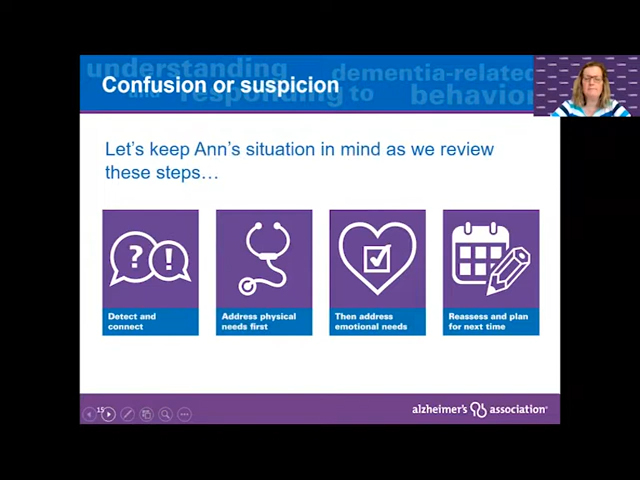 understanding
dementia-related
and responding to behavior
Confusion or suspicion
Let's keep Ann's situation in mind as we review
these steps…
? !
Detect and
connect
Address physical
needs first
Then address
emotional needs
Reassess and plan
for next time
15
alzheimer's association®